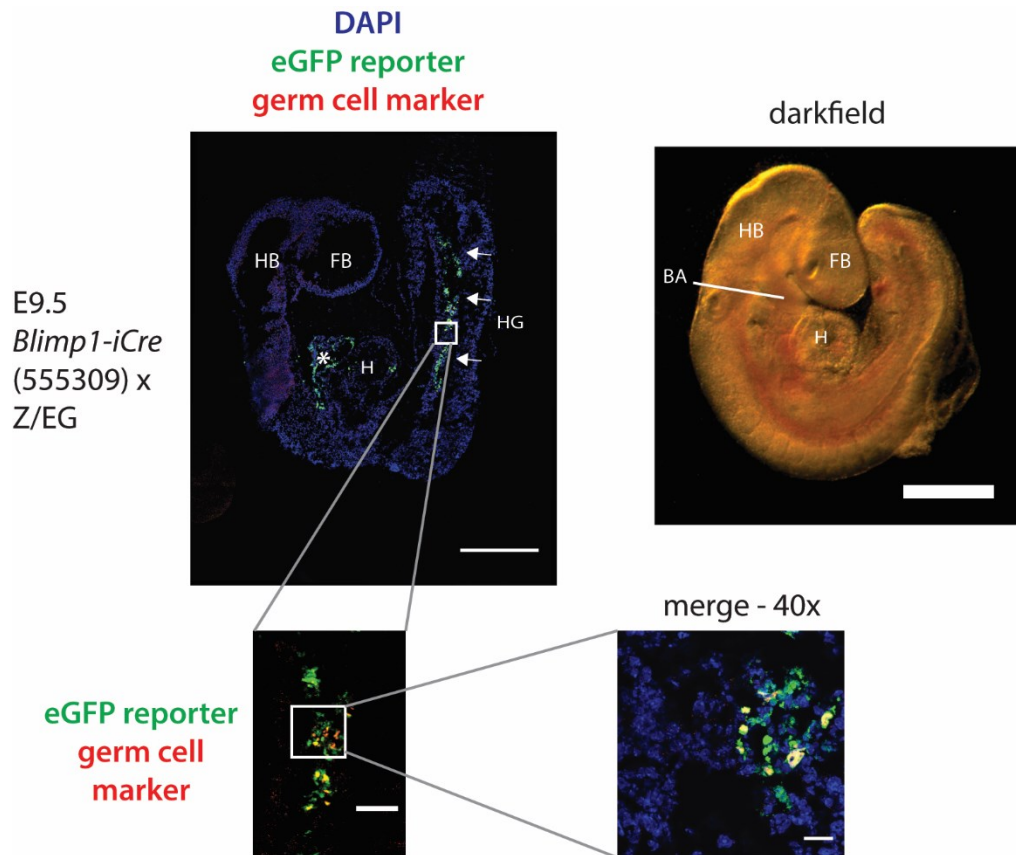 DAPI
eGFP reporter
germ cell marker
darkfield
HB
FB
HG
*
H
HB
FB
BA
H
E9.5
Blimp1-iCre
(555309) x
Z/EG
merge - 40x
eGFP reporter
germ cell
marker